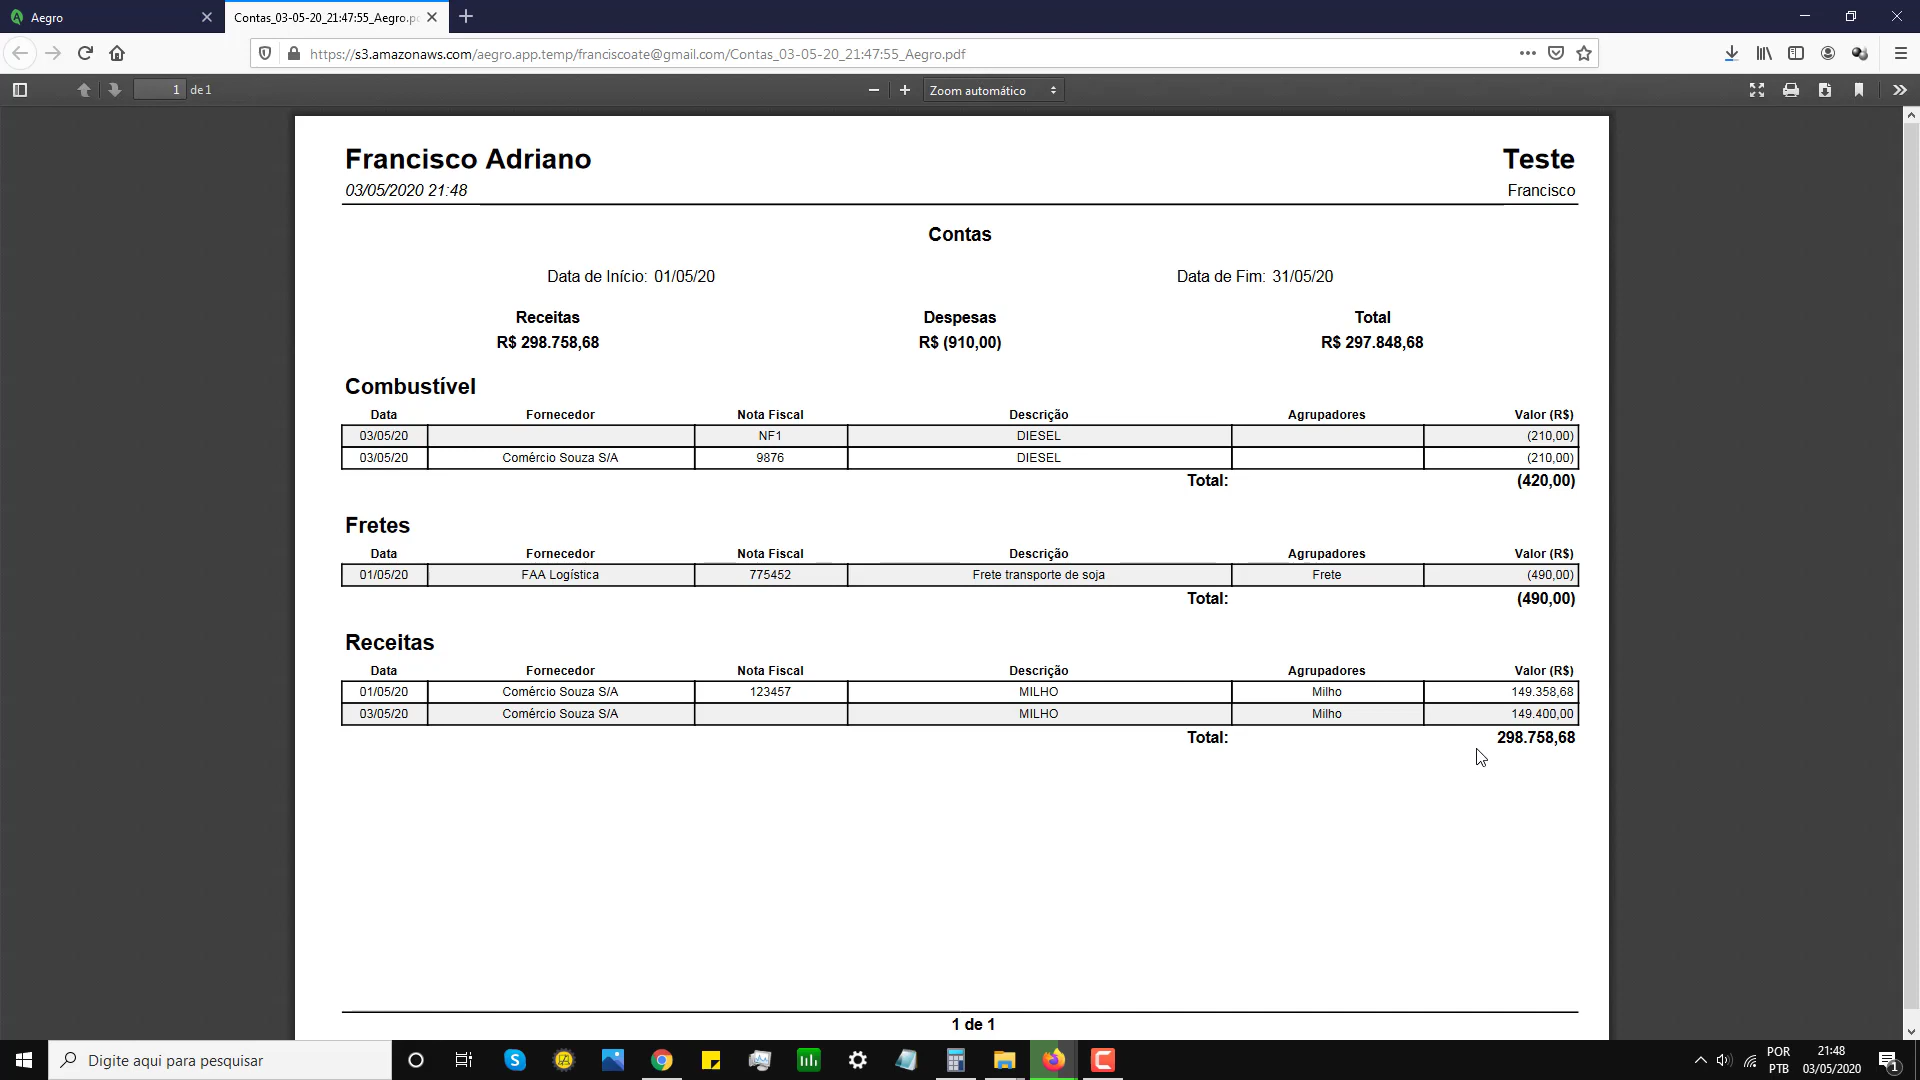 Aegro
Contas_03-05-20_21:47:55_Aegro.pd
https://s3.amazonaws.com/aegro.app.temp/franciscoate@gmail.com/Contas_03-05-20_21:47:55_Aegro.pdf
1 de 1
Zoom automático
Francisco Adriano Teste
03/05/2020 21:48 Francisco
Contas
Data de Início: 01/05/20 Data de Fim: 31/05/20
Receitas Despesas Total
R$ 298.758,68 R$ (910,00) R$ 297.848,68
Combustível
Data Fornecedor Nota Fiscal Descrição Agrupadores Valor (R$)
03/05/20 NF1 DIESEL (210,00)
03/05/20 Comércio Souza S/A 9876 DIESEL (210,00)
Total: (420,00)
Fretes
Data Fornecedor Nota Fiscal Descrição Agrupadores Valor (R$)
01/05/20 FAA Logística 775452 Frete transporte de soja Frete (490,00)
Total: (490,00)
Receitas
Data Fornecedor Nota Fiscal Descrição Agrupadores Valor (R$)
01/05/20 Comércio Souza S/A 123457 MILHO Milho 149.358,68
03/05/20 Comércio Souza S/A MILHO Milho 149.400,00
Total: 298.758,68
1 de 1
Digite aqui para pesquisar
POR 21:48
PTB 03/05/2020 1